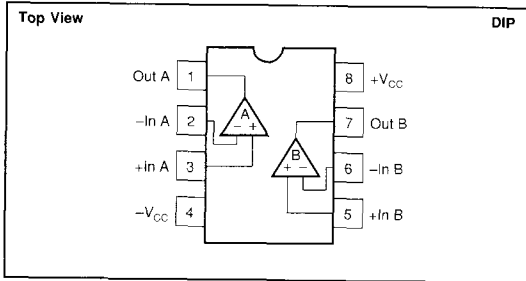 Top View
DIP
Out A 1
8 +VCC
−In A 2
7 Out B
A
− +
B
+ −
+In A 3
6 −In B
−VCC 4
5 +In B